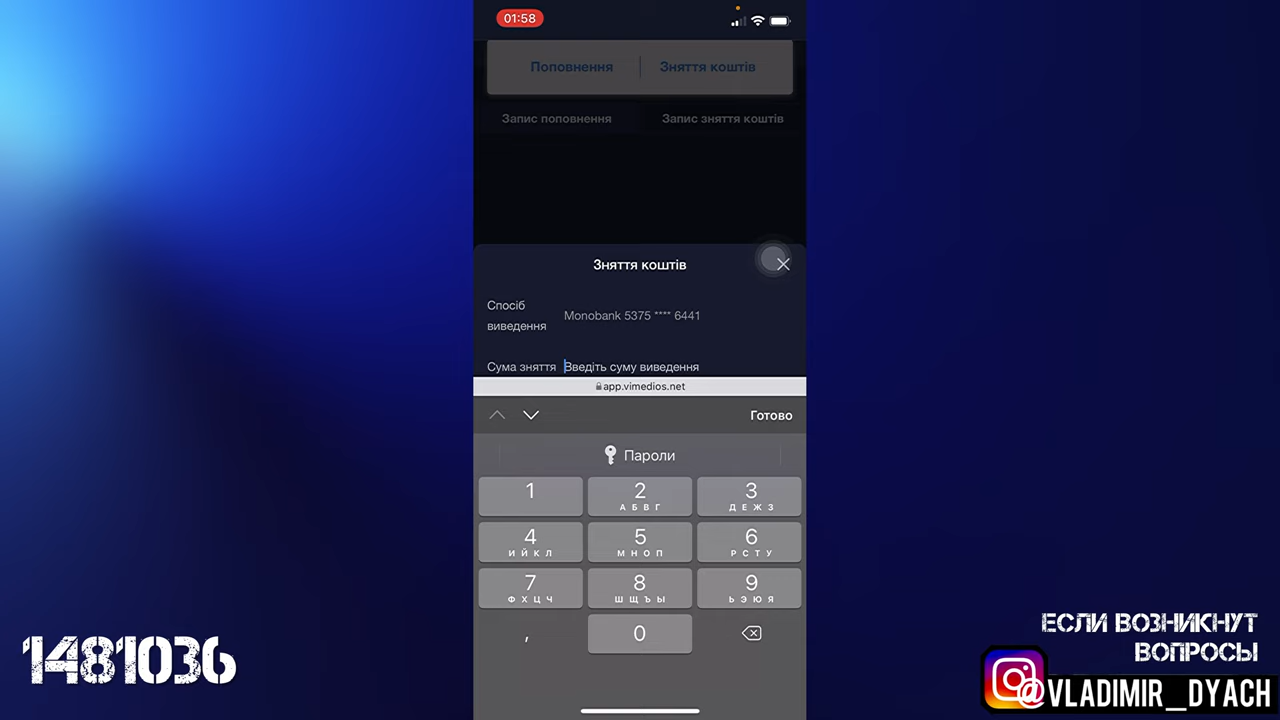 01:58
Поповнення
Зняття коштів
Запис поповнення
Запис зняття коштів
Зняття коштів
Спосіб виведення
Monobank 5375 **** 6441
Сума зняття
Введіть суму виведення
app.vimedios.net
Готово
Пароли
1
2
АБВГ
3
ДЕЖЗ
4
ИЙКЛ
5
МНОП
6
РСТУ
7
ФХЦЧ
8
ШЩЪЫ
9
ЬЭЮЯ
,
0
1481036
ЕСЛИ ВОЗНИКНУТ
ВОПРОСЫ
@VLADIMIR_DYACH